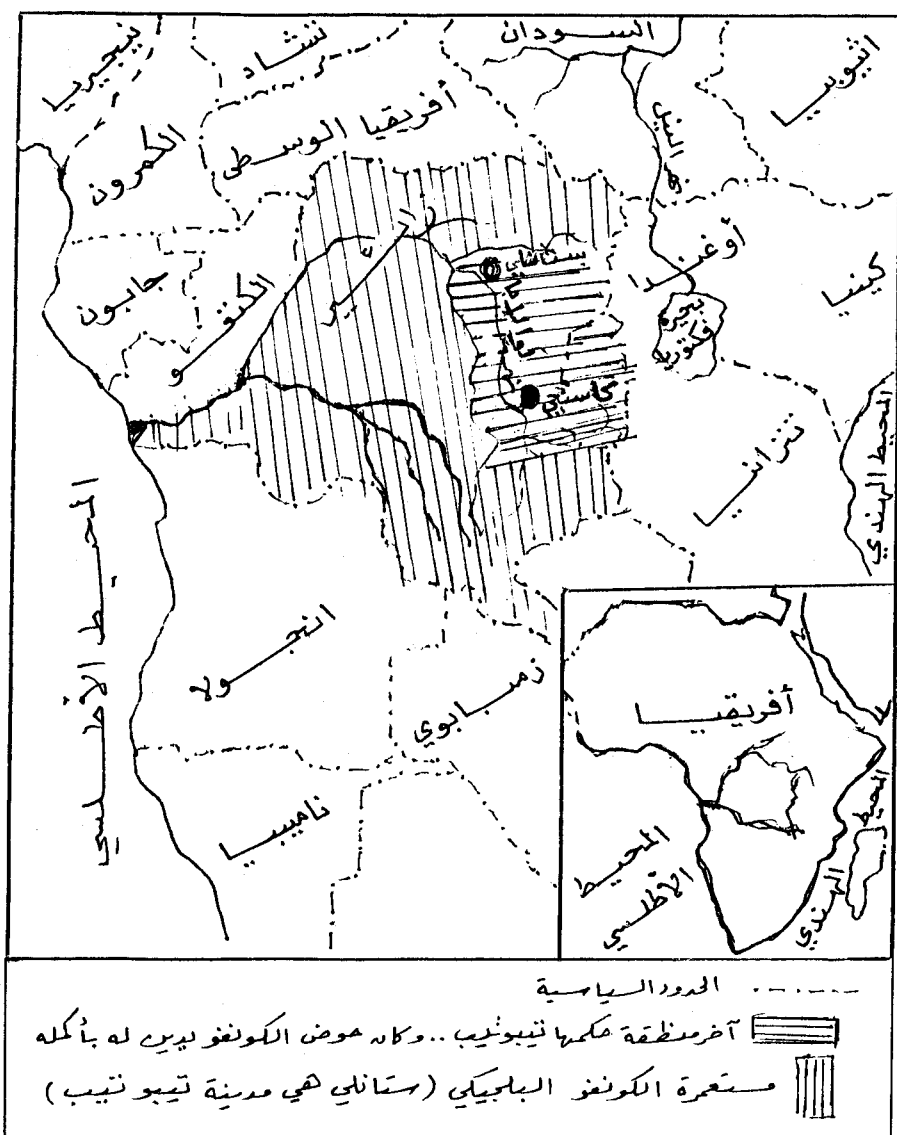 السودان
تشاد
نيجيريا
اثيوبيا
أفريقيا الوسطى
الكمرون
نهر النيل
زائير
أوغندا
كينيا
ستانلي
جابون
الكنغو
بحيرة
فكتوريا
كاسنجي
تنزانيا
المحيط الهندي
المحيط الأطلسي
انجولا
زمبابوي
ناميبيا
أفريقيا
المحيط
الأطلسي
المحيط
الهندي
الحدود السياسية
آخر منطقة حكمها تيبوتيب .. وكان حوض الكونغو يدين له بأكمله
مستعمرة الكونغو البلجيكي (ستانلي هي مدينة تيبو تيب)